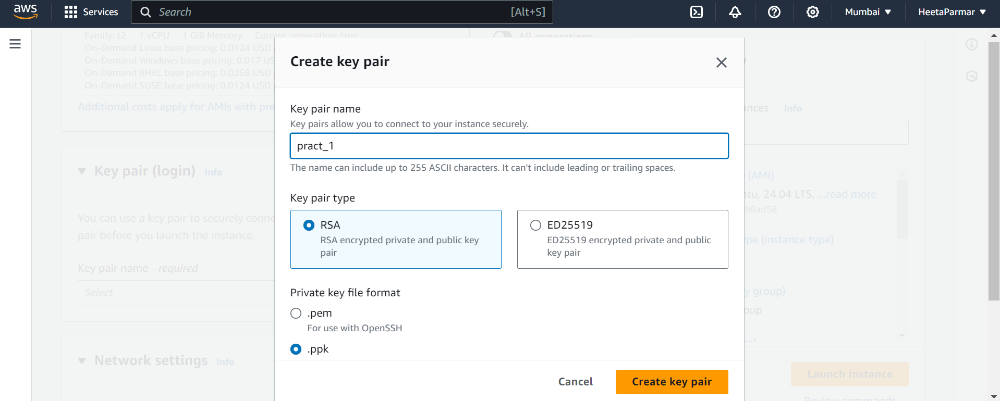 aws
Services
Search
[Alt+S]
Mumbai
HeetaParmar
Family: t2 1 vCPU 1 GiB Memory Current generation: true
All generations
On-Demand Linux base pricing: 0.0124 USD
On-Demand Windows base pricing: 0.017
On-Demand RHEL base pricing: 0.0268 USD
On-Demand SUSE base pricing: 0.0124 USD
Additional costs apply for AMIs with
Key pair (login) Info
You can use a key pair to securely
pair before you launch the instance.
Key pair name - required
Select
Network settings Info
Create key pair
Key pair name
Key pairs allow you to connect to your instance securely.
pract_1
The name can include up to 255 ASCII characters. It can't include leading or trailing spaces.
Key pair type
RSA
RSA encrypted private and public key
pair
ED25519
ED25519 encrypted private and public
key pair
Private key file format
.pem
For use with OpenSSH
.ppk
Cancel
Create key pair
Info
(AMI)
24.04 LTS, ...read more
96ad58
(instance type)
group)
Launch instance
Review commands